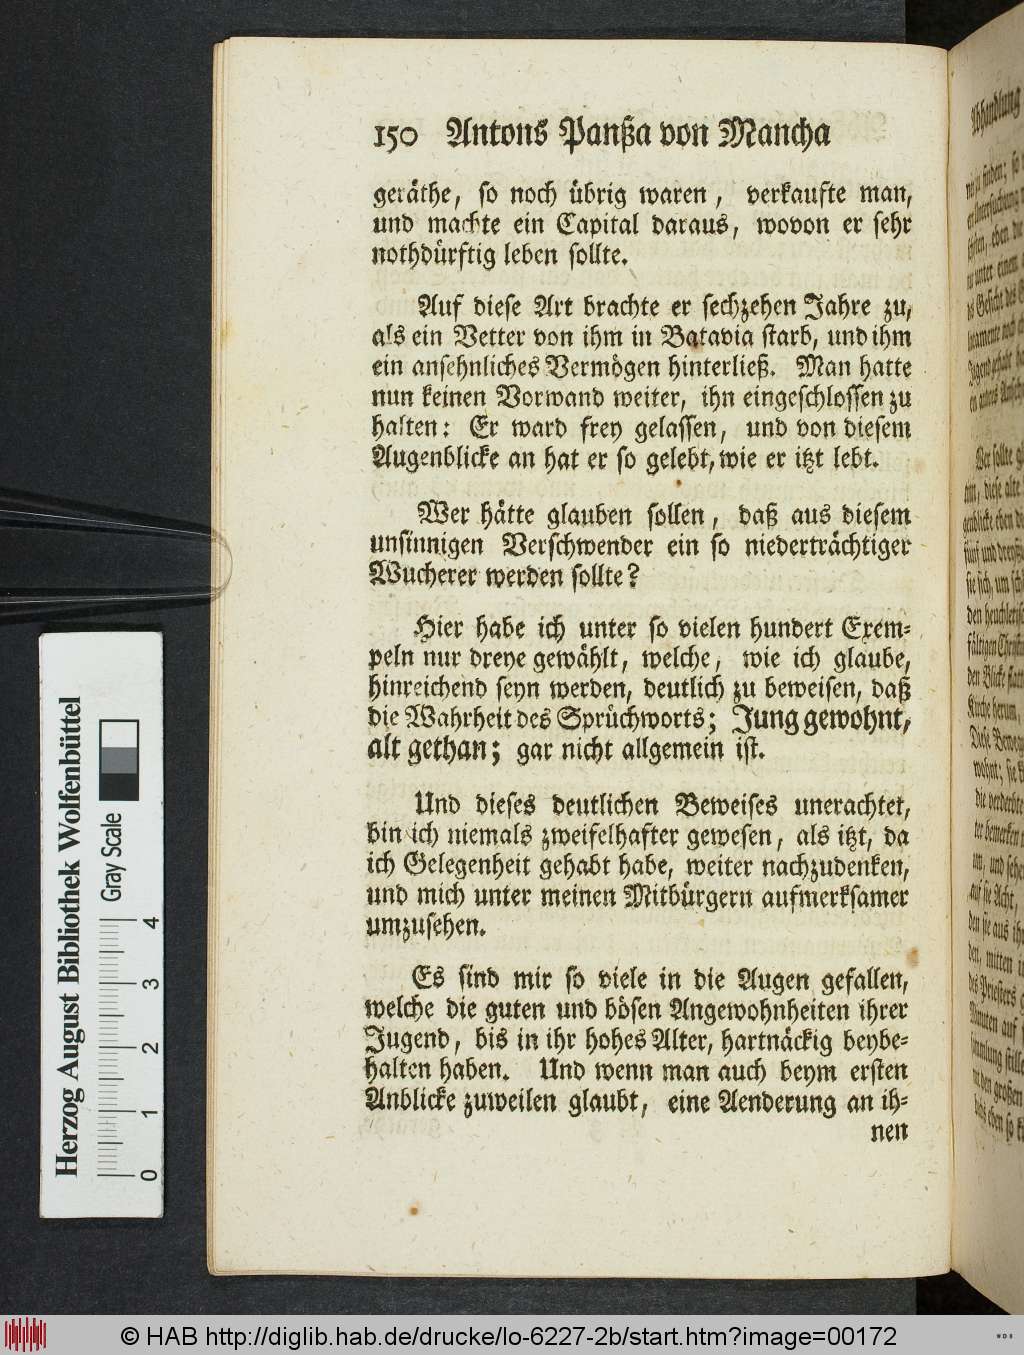 150 Antons Panßa von Mancha
geräthe, so noch übrig waren, verkaufte man,
und machte ein Capital daraus, wovon er sehr
nothdürftig leben sollte.
Auf diese Art brachte er sechzehen Jahre zu,
als ein Vetter von ihm in Batavia starb, und ihm
ein ansehnliches Vermögen hinterließ. Man hatte
nun keinen Vorwand weiter, ihn eingeschlossen zu
halten: Er ward frey gelassen, und von diesem
Augenblicke an hat er so gelebt, wie er itzt lebt.
Wer hätte glauben sollen, daß aus diesem
unsinnigen Verschwender ein so niederträchtiger
Wucherer werden sollte?
Hier habe ich unter so vielen hundert Exem-
peln nur dreye gewählt, welche, wie ich glaube,
hinreichend seyn werden, deutlich zu beweisen, daß
die Wahrheit des Sprüchworts; Jung gewohnt,
alt gethan; gar nicht allgemein ist.
Und dieses deutlichen Beweises unerachtet,
bin ich niemals zweifelhafter gewesen, als itzt, da
ich Gelegenheit gehabt habe, weiter nachzudenken,
und mich unter meinen Mitbürgern aufmerksamer
umzusehen.
Es sind mir so viele in die Augen gefallen,
welche die guten und bösen Angewohnheiten ihrer
Jugend, bis in ihr hohes Alter, hartnäckig beybe-
halten haben. Und wenn man auch beym ersten
Anblicke zuweilen glaubt, eine Aenderung an ih-
nen
Abhandlung
Herzog August Bibliothek Wolfenbüttel
Gray Scale
0 1 2 3 4
© HAB http://diglib.hab.de/drucke/lo-6227-2b/start.htm?image=00172